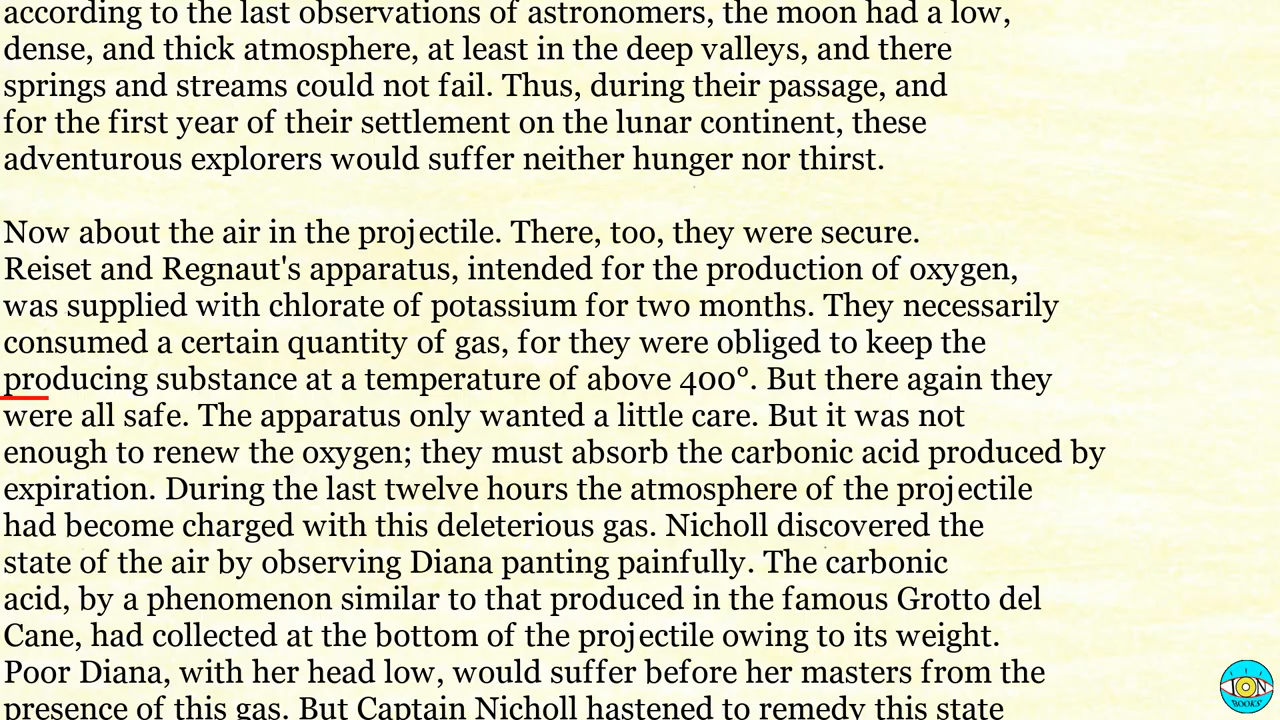 according to the last observations of astronomers, the moon had a low,
dense, and thick atmosphere, at least in the deep valleys, and there
springs and streams could not fail. Thus, during their passage, and
for the first year of their settlement on the lunar continent, these
adventurous explorers would suffer neither hunger nor thirst.
Now about the air in the projectile. There, too, they were secure.
Reiset and Regnaut's apparatus, intended for the production of oxygen,
was supplied with chlorate of potassium for two months. They necessarily
consumed a certain quantity of gas, for they were obliged to keep the
producing substance at a temperature of above 400°. But there again they
were all safe. The apparatus only wanted a little care. But it was not
enough to renew the oxygen; they must absorb the carbonic acid produced by
expiration. During the last twelve hours the atmosphere of the projectile
had become charged with this deleterious gas. Nicholl discovered the
state of the air by observing Diana panting painfully. The carbonic
acid, by a phenomenon similar to that produced in the famous Grotto del
Cane, had collected at the bottom of the projectile owing to its weight.
Poor Diana, with her head low, would suffer before her masters from the
presence of this gas. But Captain Nicholl hastened to remedy this state
ION
BOOKS